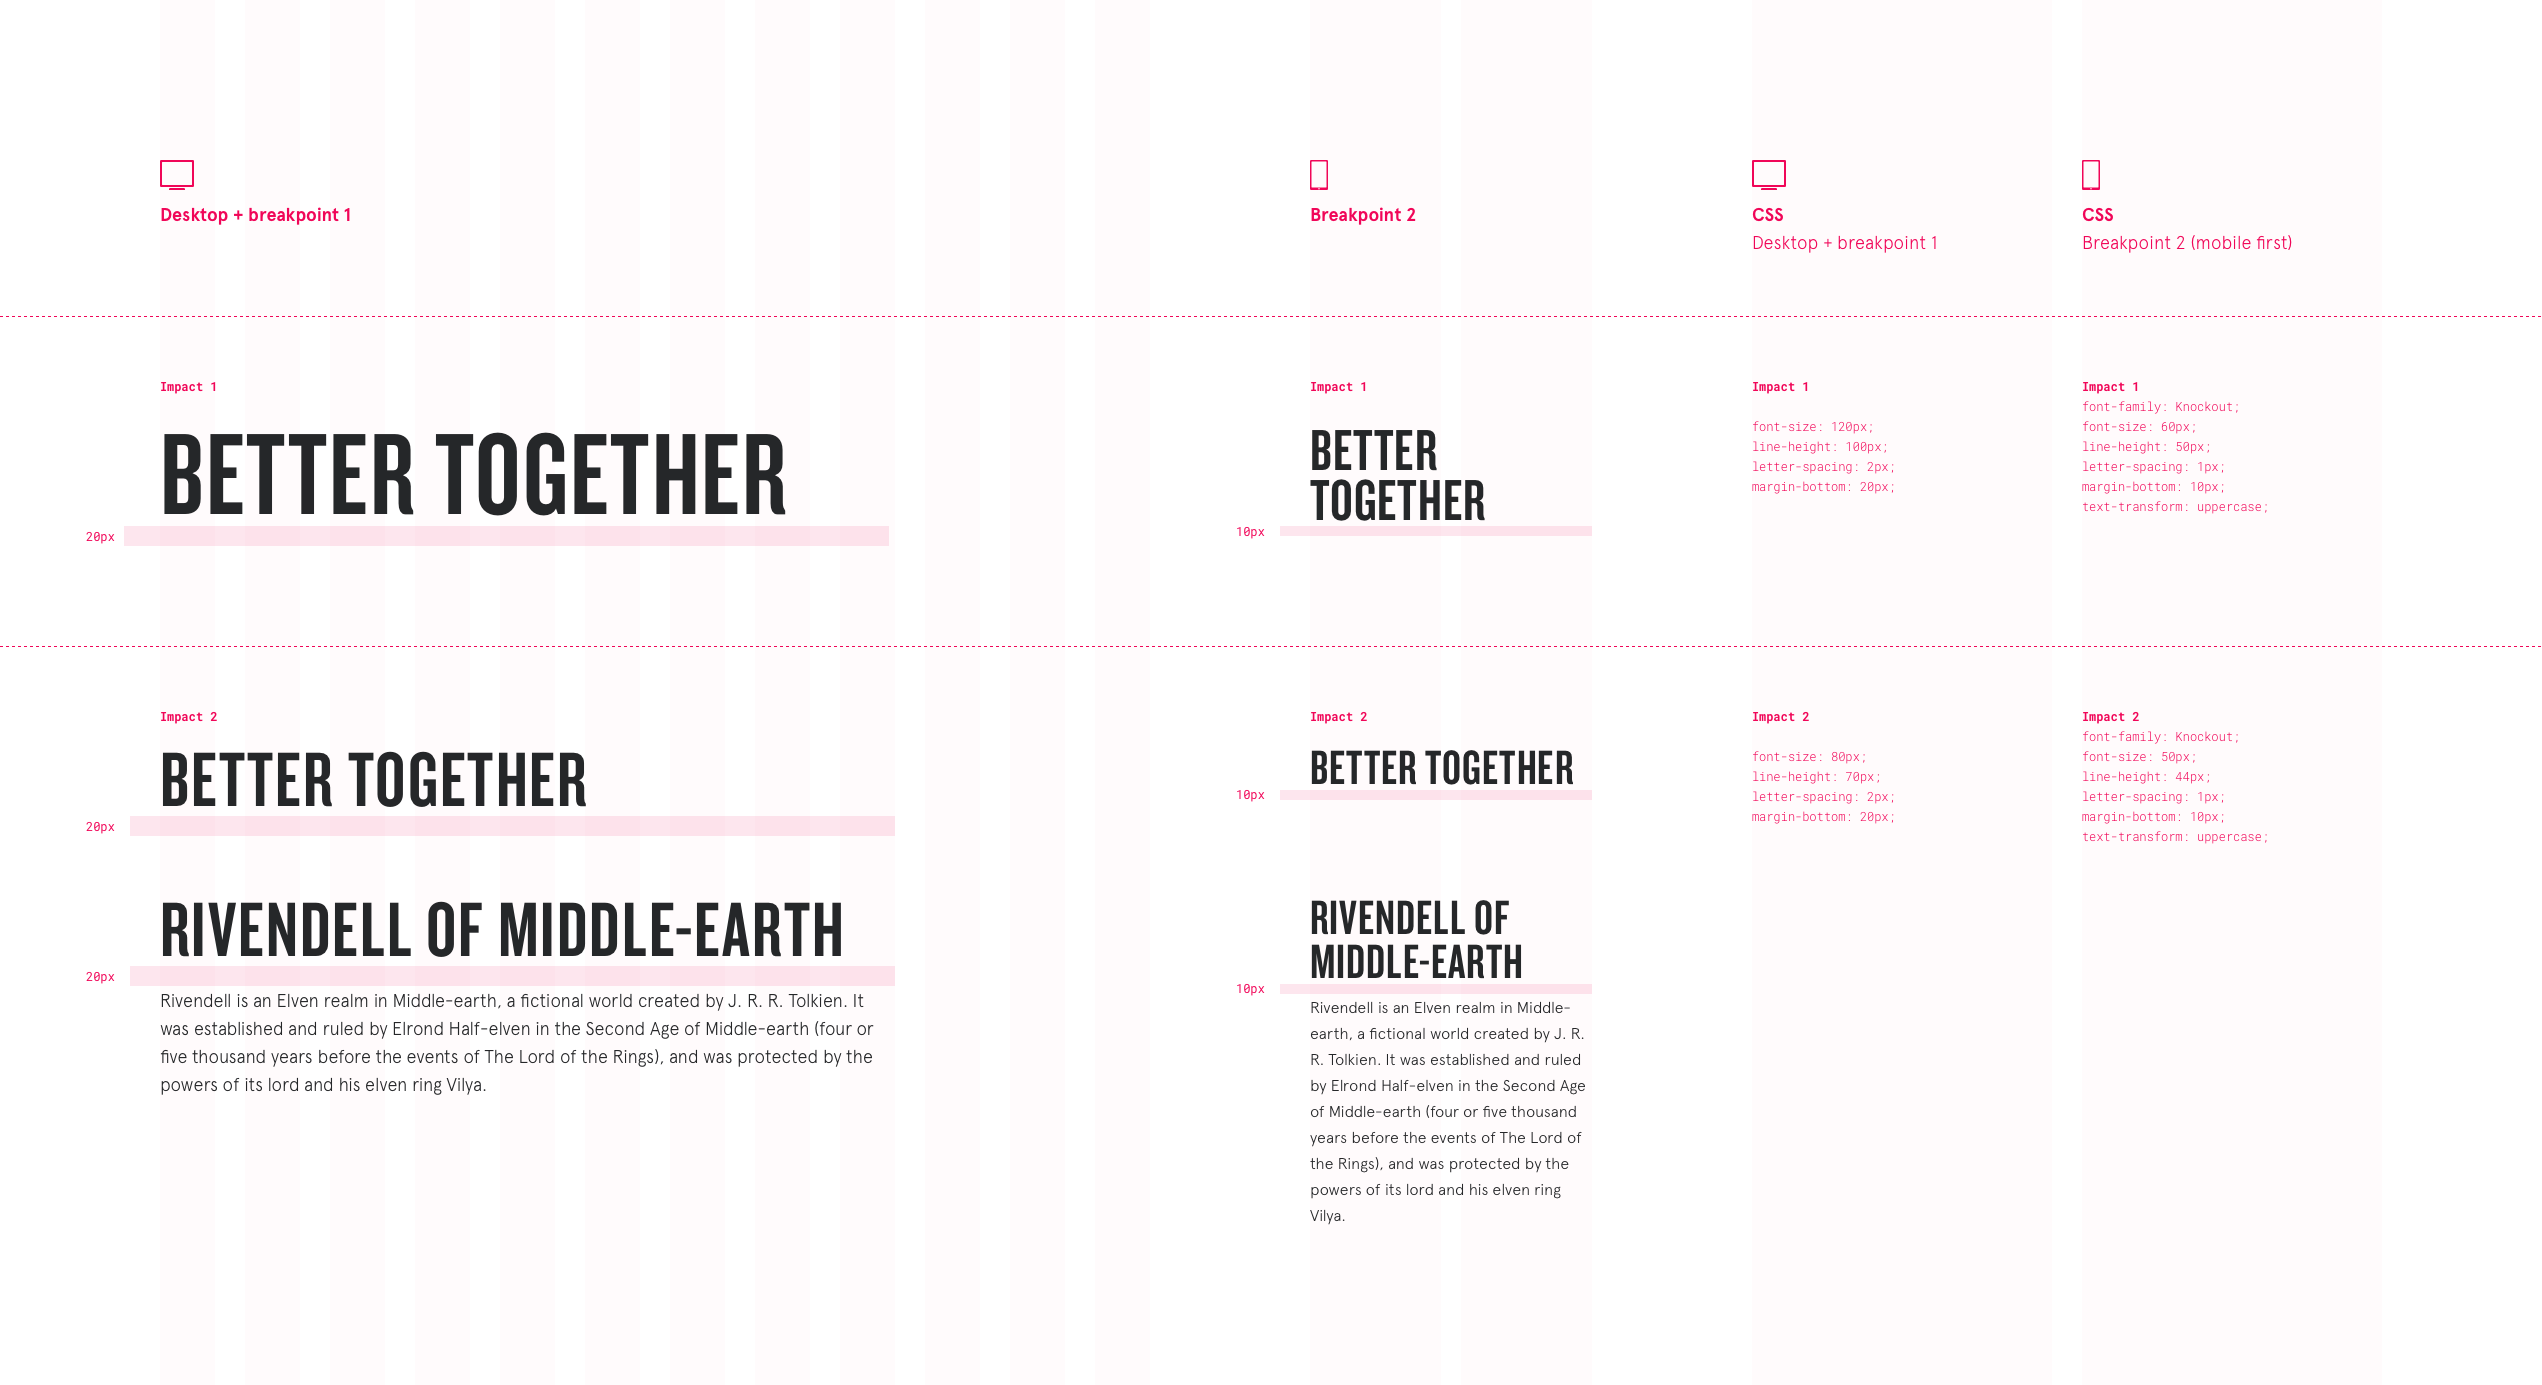 Desktop + breakpoint 1
Breakpoint 2
CSS
Desktop + breakpoint 1
CSS
Breakpoint 2 (mobile first)
Impact 1
BETTER TOGETHER
20px
Impact 1
BETTER
TOGETHER
10px
Impact 1
font-size: 120px;
line-height: 100px;
letter-spacing: 2px;
margin-bottom: 20px;
Impact 1
font-family: Knockout;
font-size: 60px;
line-height: 50px;
letter-spacing: 1px;
margin-bottom: 10px;
text-transform: uppercase;
Impact 2
BETTER TOGETHER
20px
RIVENDELL OF MIDDLE-EARTH
20px
Rivendell is an Elven realm in Middle-earth, a fictional world created by J. R. R. Tolkien. It
was established and ruled by Elrond Half-elven in the Second Age of Middle-earth (four or
five thousand years before the events of The Lord of the Rings), and was protected by the
powers of its lord and his elven ring Vilya.
Impact 2
BETTER TOGETHER
10px
RIVENDELL OF
MIDDLE-EARTH
10px
Rivendell is an Elven realm in Middle-
earth, a fictional world created by J. R.
R. Tolkien. It was established and ruled
by Elrond Half-elven in the Second Age
of Middle-earth (four or five thousand
years before the events of The Lord of
the Rings), and was protected by the
powers of its lord and his elven ring
Vilya.
Impact 2
font-size: 80px;
line-height: 70px;
letter-spacing: 2px;
margin-bottom: 20px;
Impact 2
font-family: Knockout;
font-size: 50px;
line-height: 44px;
letter-spacing: 1px;
margin-bottom: 10px;
text-transform: uppercase;